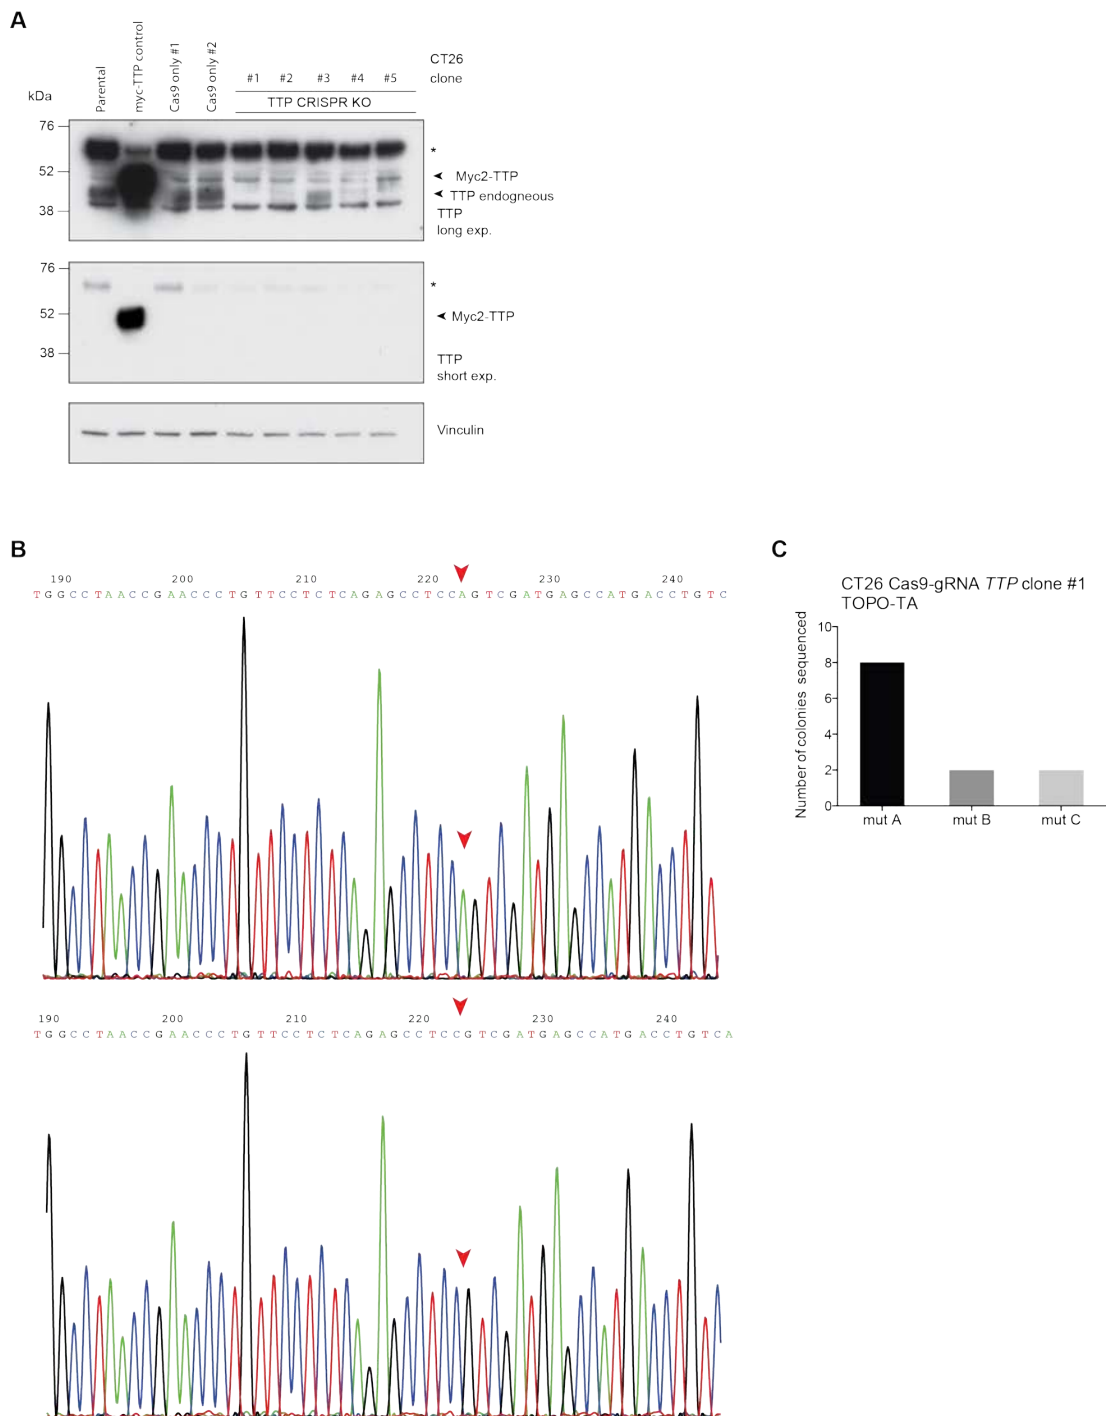 A
Parental
myc-TTP control
Cas9 only #1
Cas9 only #2
CT26
clone
#1 #2 #3 #4 #5
TTP CRISPR KO
kDa
76
52
38
*
Myc2-TTP
TTP endogneous
TTP
long exp.
76
52
38
*
Myc2-TTP
TTP
short exp.
Vinculin
B
190 200 210 220 230 240
TGGCCTAACCGAACCCTGTTCCTCTCAGAGCCTCCAGTCGATGAGCCATGACCTGTC
190 200 210 220 230 240
TGGCCTAACCGAACCCTGTTCCTCTCAGAGCCTCCGTCGATGAGCCATGACCTGTCA
C
CT26 Cas9-gRNA TTP clone #1
TOPO-TA
Number of colonies sequenced
10
8
6
4
2
0
mut A mut B mut C